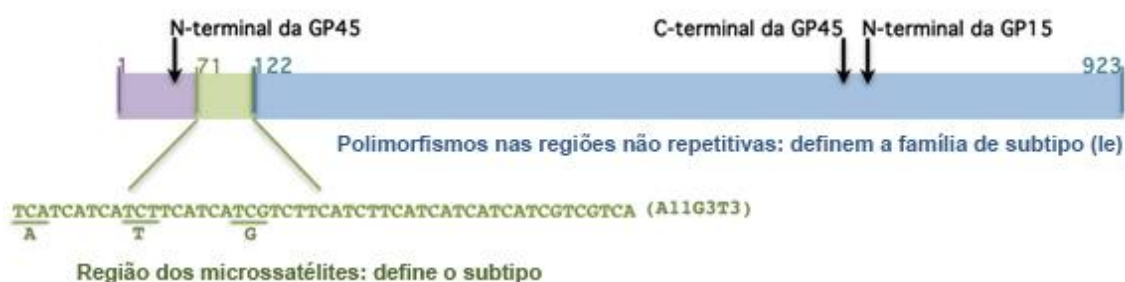 N-terminal da GP45 C-terminal da GP45 N-terminal da GP15
1 71 122 923
Polimorfismos nas regiões não repetitivas: definem a família de subtipo (Ie)
TCATCATCATCTTCATCATCGTCTTCATCTTCATCATCATCATCGTCGTCA (A11G3T3)
A T G
Região dos microssatélites: define o subtipo